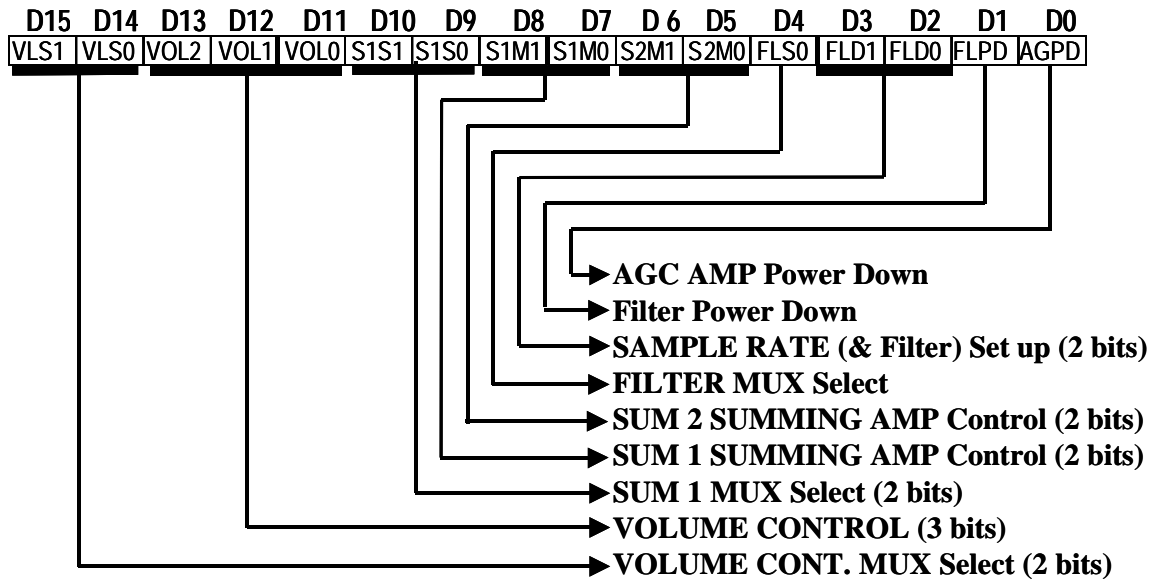 D15 D14 D13 D12 D11 D10 D9 D8 D7 D 6 D5 D4 D3 D2 D1 D0
VLS1 VLS0 VOL2 VOL1 VOL0 S1S1 S1S0 S1M1 S1M0 S2M1 S2M0 FLS0 FLD1 FLD0 FLPD AGPD
AGC AMP Power Down
Filter Power Down
SAMPLE RATE (& Filter) Set up (2 bits)
FILTER MUX Select
SUM 2 SUMMING AMP Control (2 bits)
SUM 1 SUMMING AMP Control (2 bits)
SUM 1 MUX Select (2 bits)
VOLUME CONTROL (3 bits)
VOLUME CONT. MUX Select (2 bits)